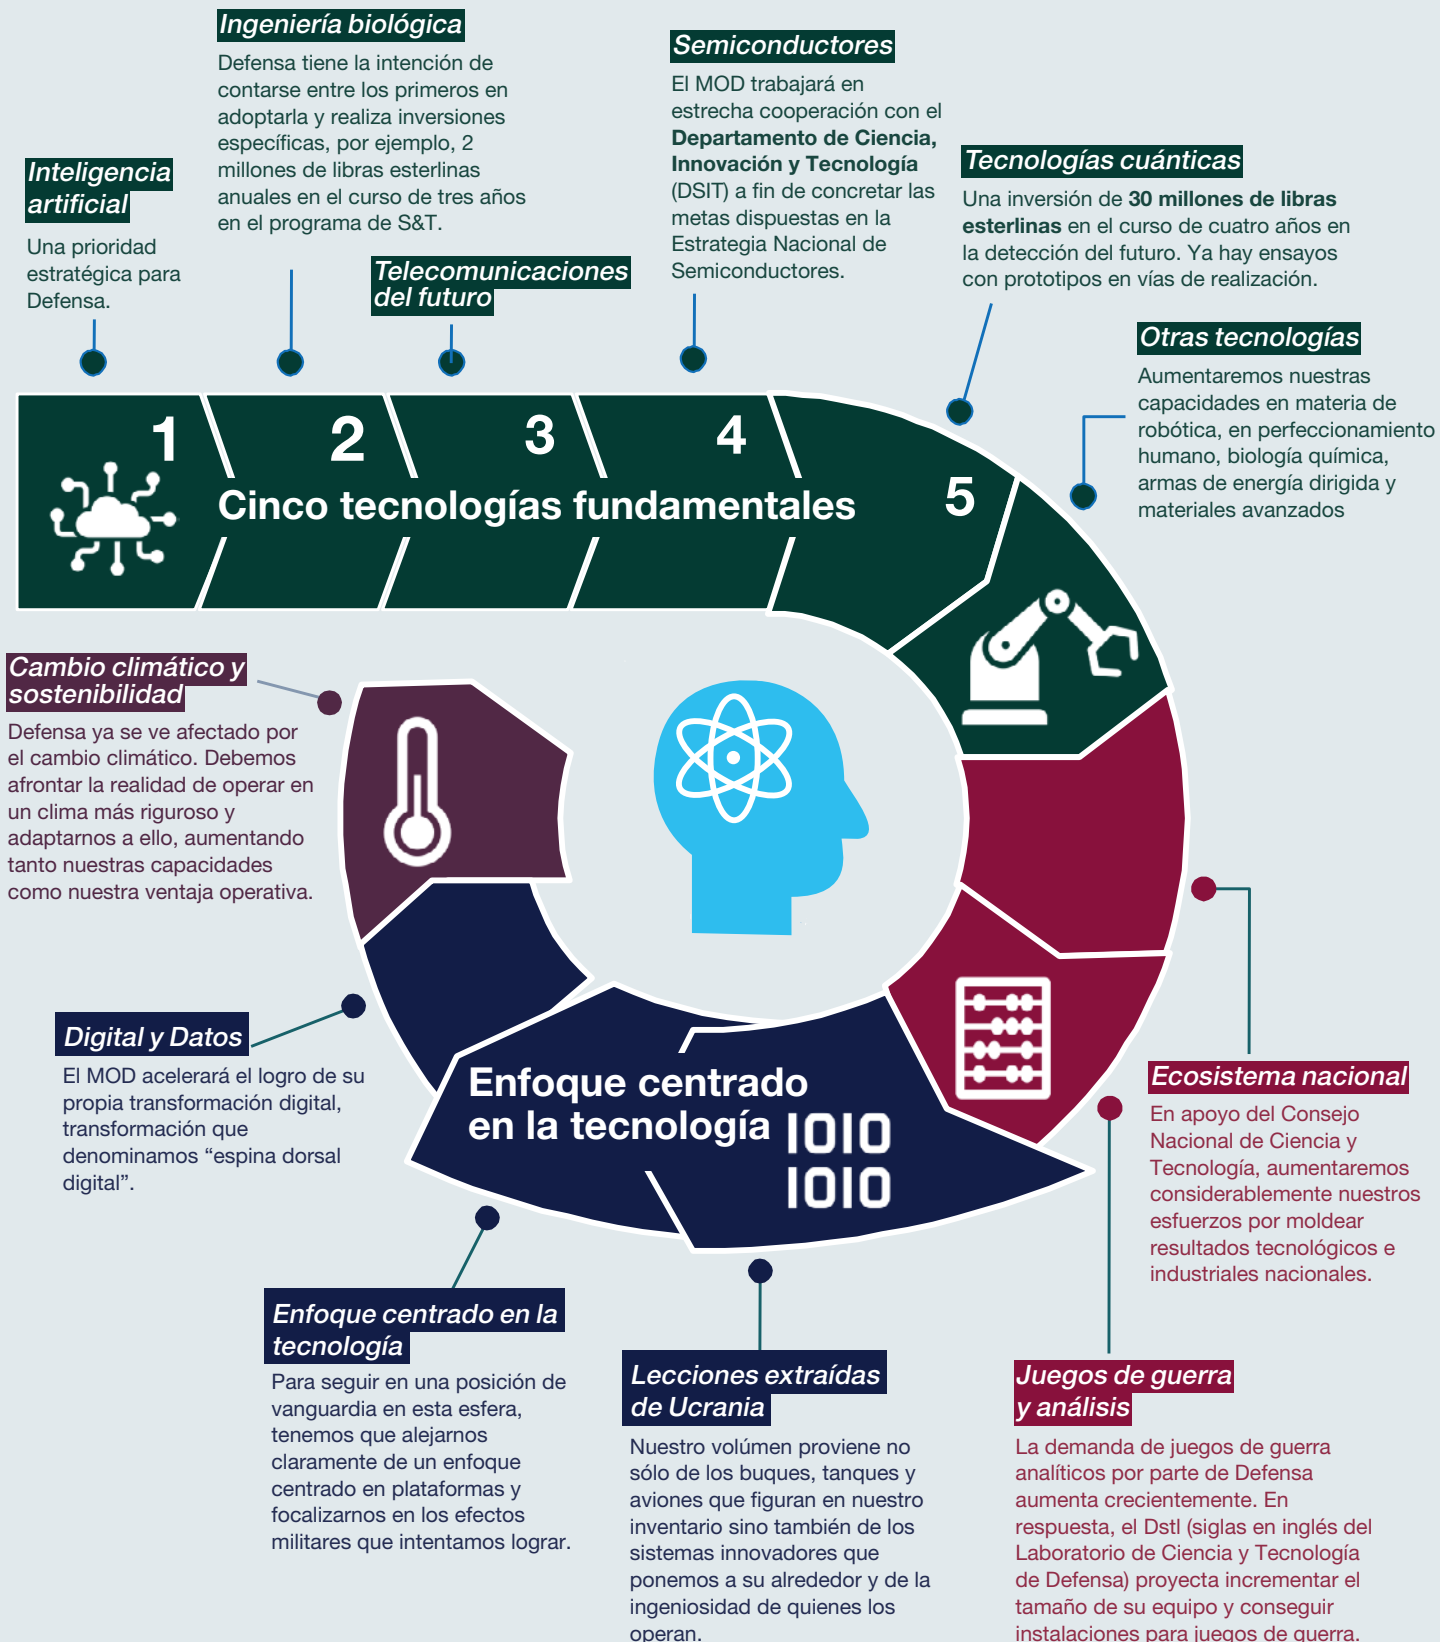 Ingeniería biológica
Defensa tiene la intención de
contarse entre los primeros en
adoptarla y realiza inversiones
específicas, por ejemplo, 2
millones de libras esterlinas
anuales en el curso de tres años
en el programa de S&T.
Semiconductores
El MOD trabajará en
estrecha cooperación con el
Departamento de Ciencia,
Innovación y Tecnología
(DSIT) a fin de concretar las
metas dispuestas en la
Estrategia Nacional de
Semiconductores.
Inteligencia
artificial
Una prioridad
estratégica para
Defensa.
Telecomunicaciones
del futuro
Tecnologías cuánticas
Una inversión de 30 millones de libras
esterlinas en el curso de cuatro años en
la detección del futuro. Ya hay ensayos
con prototipos en vías de realización.
Otras tecnologías
Aumentaremos nuestras
capacidades en materia de
robótica, en perfeccionamiento
humano, biología química,
armas de energía dirigida y
materiales avanzados
1
2
3
4
5
Cinco tecnologías fundamentales
Cambio climático y
sostenibilidad
Defensa ya se ve afectado por
el cambio climático. Debemos
afrontar la realidad de operar en
un clima más riguroso y
adaptarnos a ello, aumentando
tanto nuestras capacidades
como nuestra ventaja operativa.
Digital y Datos
El MOD acelerará el logro de su
propia transformación digital,
transformación que
denominamos “espina dorsal
digital”.
Enfoque centrado
en la tecnología
1010
1010
Ecosistema nacional
En apoyo del Consejo
Nacional de Ciencia y
Tecnología, aumentaremos
considerablemente nuestros
esfuerzos por moldear
resultados tecnológicos e
industriales nacionales.
Enfoque centrado en la
tecnología
Para seguir en una posición de
vanguardia en esta esfera,
tenemos que alejarnos
claramente de un enfoque
centrado en plataformas y
focalizarnos en los efectos
militares que intentamos lograr.
Lecciones extraídas
de Ucrania
Nuestro volúmen proviene no
sólo de los buques, tanques y
aviones que figuran en nuestro
inventario sino también de los
sistemas innovadores que
ponemos a su alrededor y de la
ingeniosidad de quienes los
operan.
Juegos de guerra
y análisis
La demanda de juegos de guerra
analíticos por parte de Defensa
aumenta crecientemente. En
respuesta, el Dstl (siglas en inglés del
Laboratorio de Ciencia y Tecnología
de Defensa) proyecta incrementar el
tamaño de su equipo y conseguir
instalaciones para juegos de guerra.